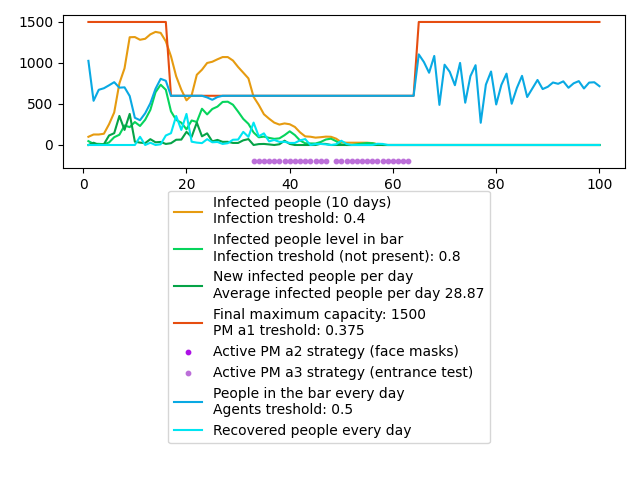 1500
1000
500
0
0 20 40 60 80 100
Infected people (10 days)
Infection treshold: 0.4
Infected people level in bar
Infection treshold (not present): 0.8
New infected people per day
Average infected people per day 28.87
Final maximum capacity: 1500
PM a1 treshold: 0.375
Active PM a2 strategy (face masks)
Active PM a3 strategy (entrance test)
People in the bar every day
Agents treshold: 0.5
Recovered people every day